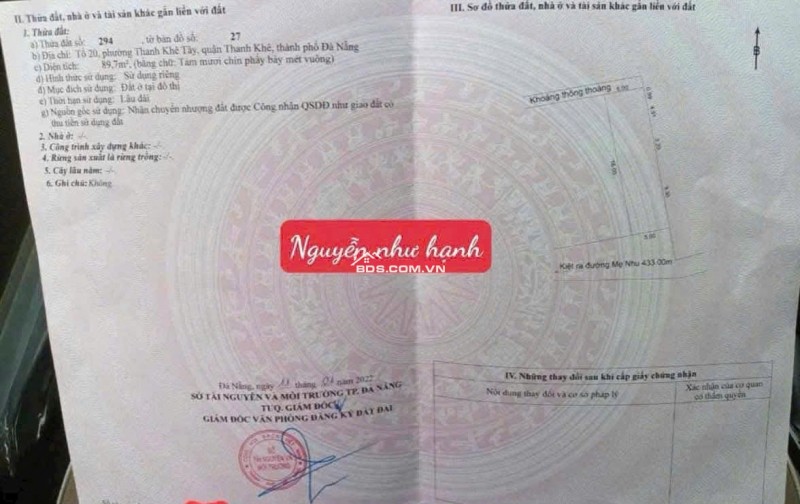 II. Thửa đất, nhà ở và tài sản khác gắn liền với đất
1. Thửa đất:
a) Thửa đất số: 294 , tờ bản đồ số: 27
b) Địa chỉ: Tổ 20, phường Thanh Khê Tây, quận Thanh Khê, thành phố Đà Nẵng
c) Diện tích: 89,7m², (bằng chữ: Tám mươi chín phẩy bảy mét vuông)
d) Hình thức sử dụng: Sử dụng riêng
đ) Mục đích sử dụng: Đất ở tại đô thị
e) Thời hạn sử dụng: Lâu dài
g) Nguồn gốc sử dụng: Nhận chuyển nhượng đất được Công nhận QSDĐ như giao đất có
thu tiền sử dụng đất
2. Nhà ở: -/-
3. Công trình xây dựng khác: -/-
4. Rừng sản xuất là rừng trồng: -/-
5. Cây lâu năm: -/-
6. Ghi chú: Không
III. Sơ đồ thửa đất, nhà ở và tài sản khác gắn liền với đất
B
Khoảng thông thoáng
Kiệt ra đường Mẹ Nhu 433.00m
Nguyễn như hạnh
BDS.COM.VN
Đà Nẵng, ngày tháng năm 2022
SỞ TÀI NGUYÊN VÀ MÔI TRƯỜNG TP. ĐÀ NẴNG
TUQ. GIÁM ĐỐC
GIÁM ĐỐC VĂN PHÒNG ĐĂNG KÝ ĐẤT ĐAI
SỞ
TÀI NGUYÊN VÀ
MÔI TRƯỜNG
IV. Những thay đổi sau khi cấp giấy chứng nhận
Nội dung thay đổi và cơ sở pháp lý
Xác nhận của cơ quan
có thẩm quyền